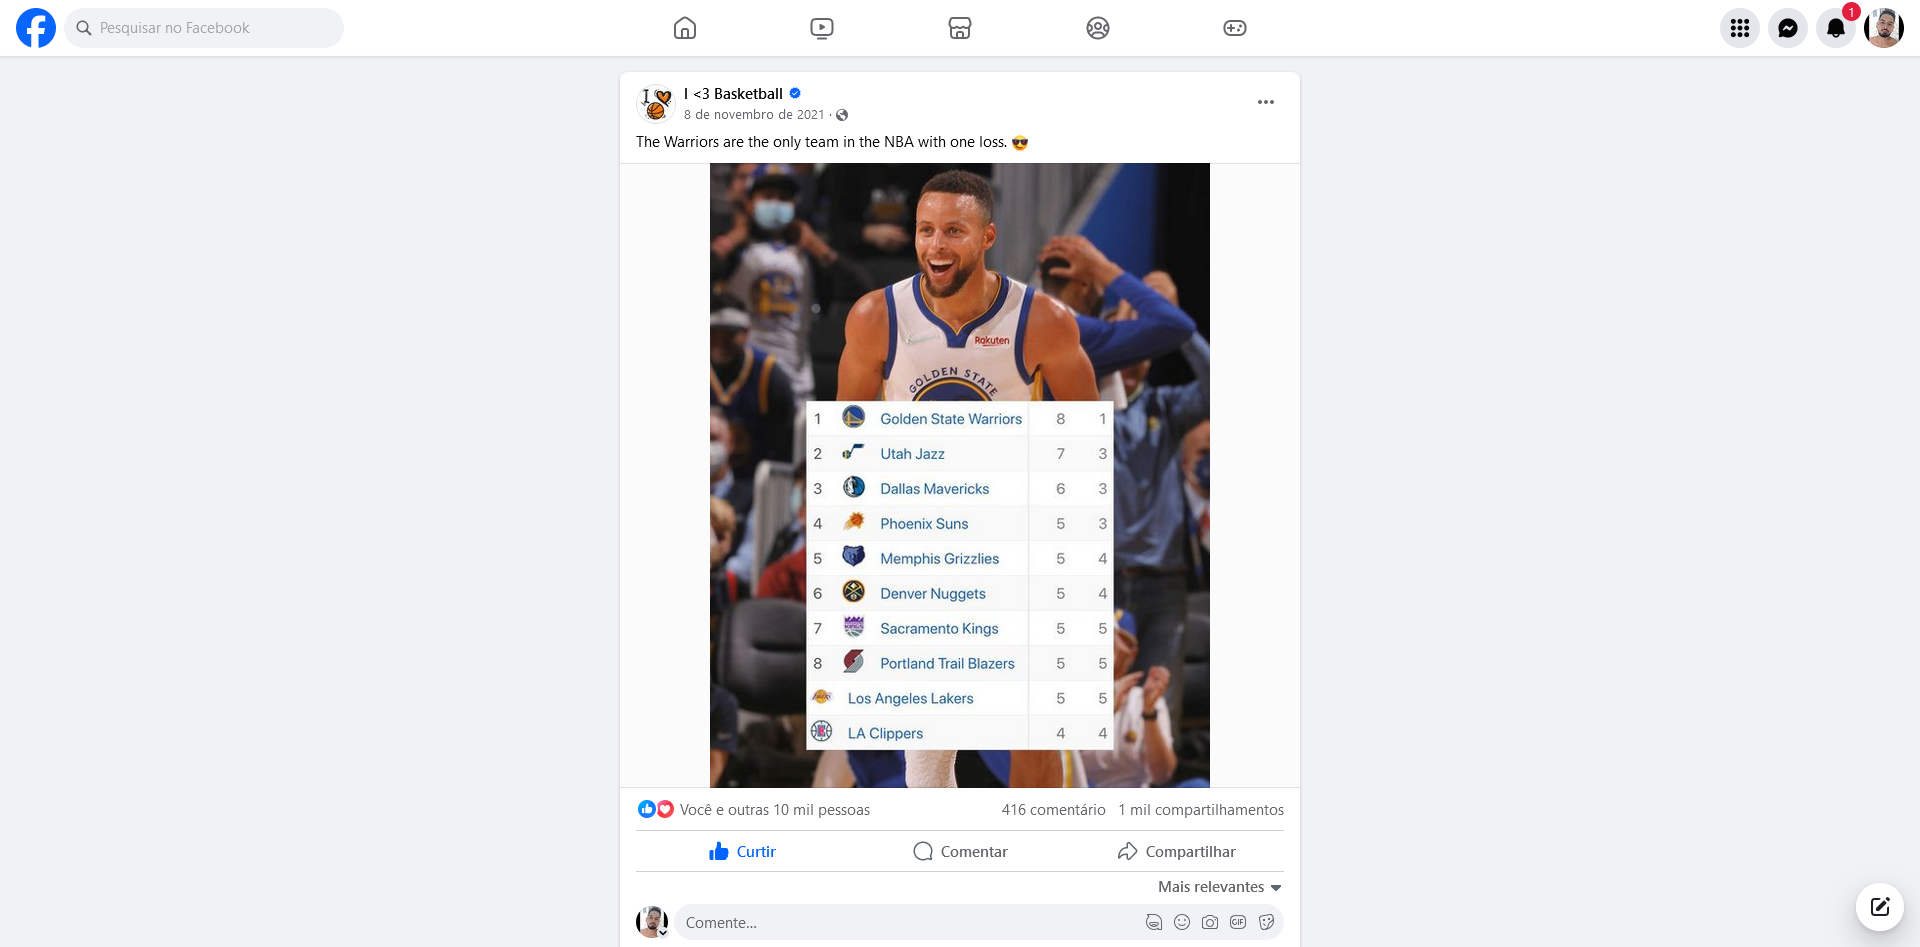 Pesquisar no Facebook
1
I <3 Basketball
8 de novembro de 2021 ·
The Warriors are the only team in the NBA with one loss. 😎
Rakuten
GOLDEN STATE
1 Golden State Warriors 8 1
2 Utah Jazz 7 3
3 Dallas Mavericks 6 3
4 Phoenix Suns 5 3
5 Memphis Grizzlies 5 4
6 Denver Nuggets 5 4
7 Sacramento Kings 5 5
8 Portland Trail Blazers 5 5
Los Angeles Lakers 5 5
LA Clippers 4 4
Você e outras 10 mil pessoas 416 comentário 1 mil compartilhamentos
Curtir Comentar Compartilhar
Mais relevantes
Comente...
GIF